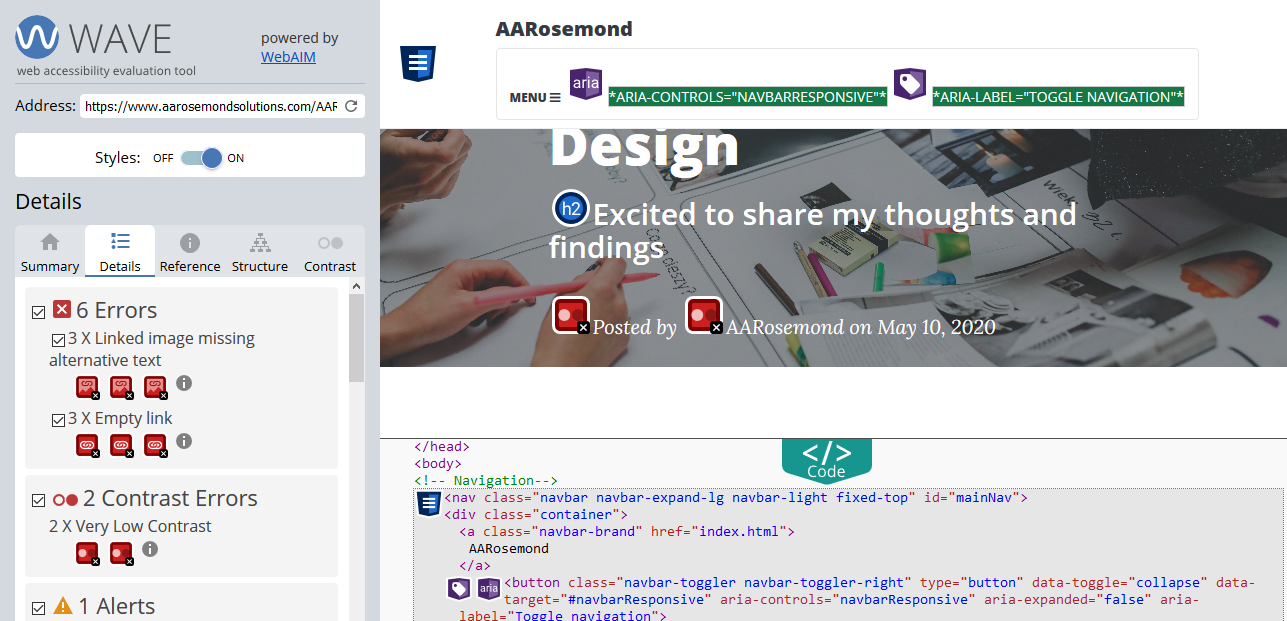 WAVE
web accessibility evaluation tool
powered by
WebAIM
Address: https://www.aarosemondsolutions.com/AAR
Styles: OFF ON
Details
Summary Details Reference Structure Contrast
6 Errors
3 X Linked image missing
alternative text
3 X Empty link
2 Contrast Errors
2 X Very Low Contrast
1 Alerts
AARosemond
MENU aria *ARIA-CONTROLS="NAVBARRESPONSIVE"* *ARIA-LABEL="TOGGLE NAVIGATION"*
Design
h2 Excited to share my thoughts and
findings
Posted by AARosemond on May 10, 2020
</> 
Code
</head>
<body>
<!-- Navigation-->
<nav class="navbar navbar-expand-lg navbar-light fixed-top" id="mainNav">
<div class="container">
<a class="navbar-brand" href="index.html">
AARosemond
</a>
aria <button class="navbar-toggler navbar-toggler-right" type="button" data-toggle="collapse" data-
target="#navbarResponsive" aria-controls="navbarResponsive" aria-expanded="false" aria-
label="Toggle navigation">